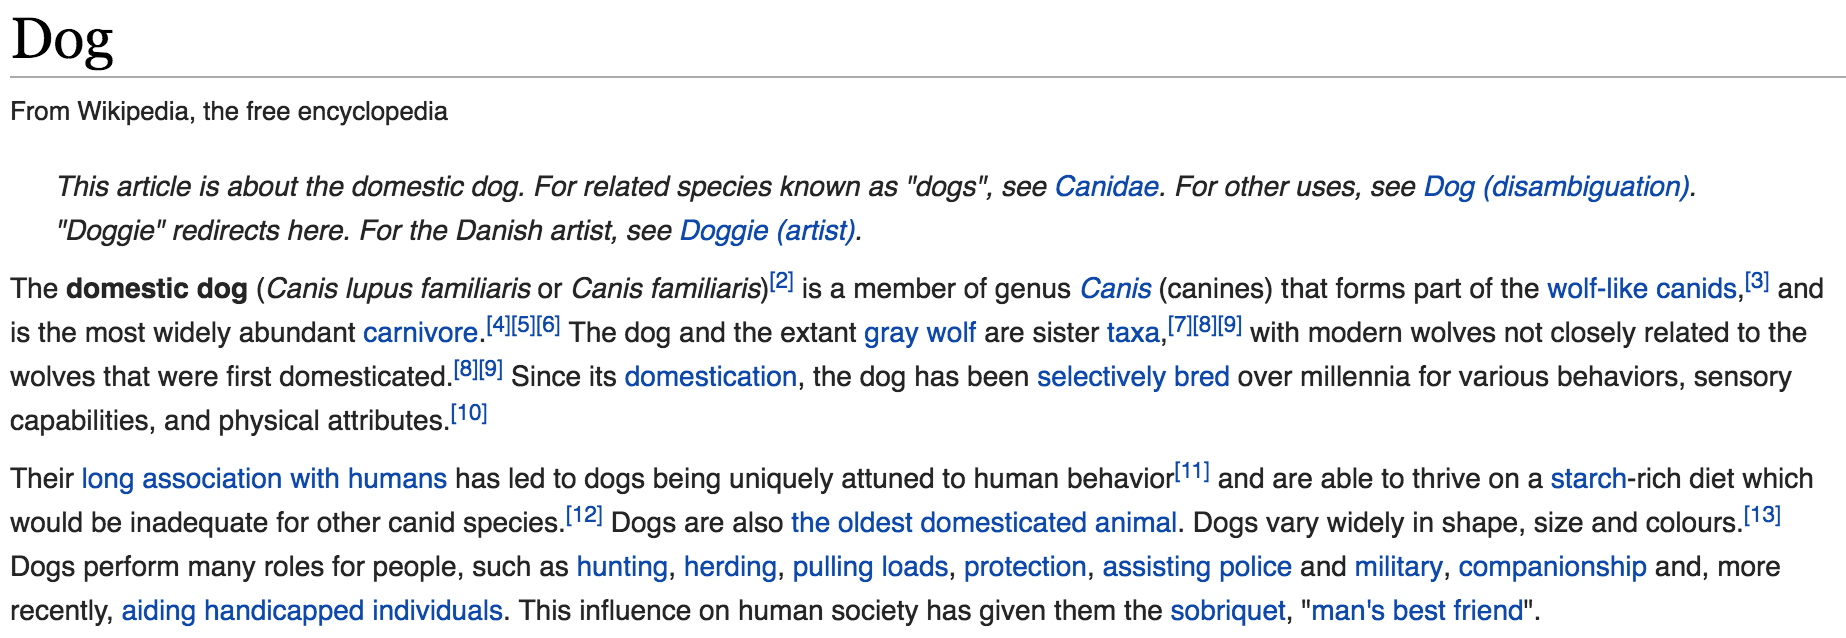 Dog
From Wikipedia, the free encyclopedia
This article is about the domestic dog. For related species known as "dogs", see Canidae. For other uses, see Dog (disambiguation).
"Doggie" redirects here. For the Danish artist, see Doggie (artist).
The domestic dog (Canis lupus familiaris or Canis familiaris)[2] is a member of genus Canis (canines) that forms part of the wolf-like canids,[3] and
is the most widely abundant carnivore.[4][5][6] The dog and the extant gray wolf are sister taxa,[7][8][9] with modern wolves not closely related to the
wolves that were first domesticated.[8][9] Since its domestication, the dog has been selectively bred over millennia for various behaviors, sensory
capabilities, and physical attributes.[10]
Their long association with humans has led to dogs being uniquely attuned to human behavior[11] and are able to thrive on a starch-rich diet which
would be inadequate for other canid species.[12] Dogs are also the oldest domesticated animal. Dogs vary widely in shape, size and colours.[13]
Dogs perform many roles for people, such as hunting, herding, pulling loads, protection, assisting police and military, companionship and, more
recently, aiding handicapped individuals. This influence on human society has given them the sobriquet, "man's best friend".